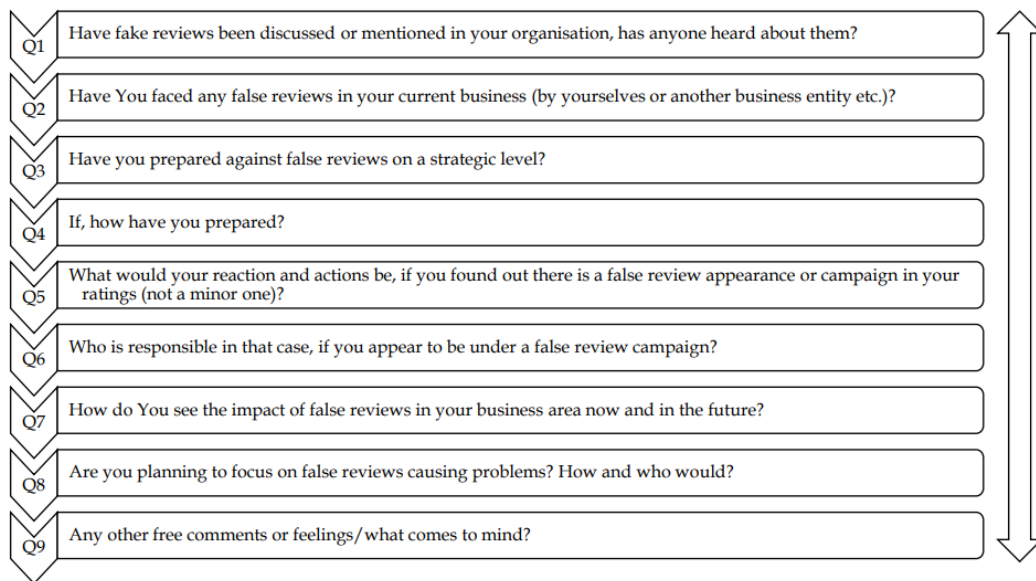 Q1
Have fake reviews been discussed or mentioned in your organisation, has anyone heard about them?
Q2
Have You faced any false reviews in your current business (by yourselves or another business entity etc.)?
Q3
Have you prepared against false reviews on a strategic level?
Q4
If, how have you prepared?
Q5
What would your reaction and actions be, if you found out there is a false review appearance or campaign in your
ratings (not a minor one)?
Q6
Who is responsible in that case, if you appear to be under a false review campaign?
Q7
How do You see the impact of false reviews in your business area now and in the future?
Q8
Are you planning to focus on false reviews causing problems? How and who would?
Q9
Any other free comments or feelings/what comes to mind?